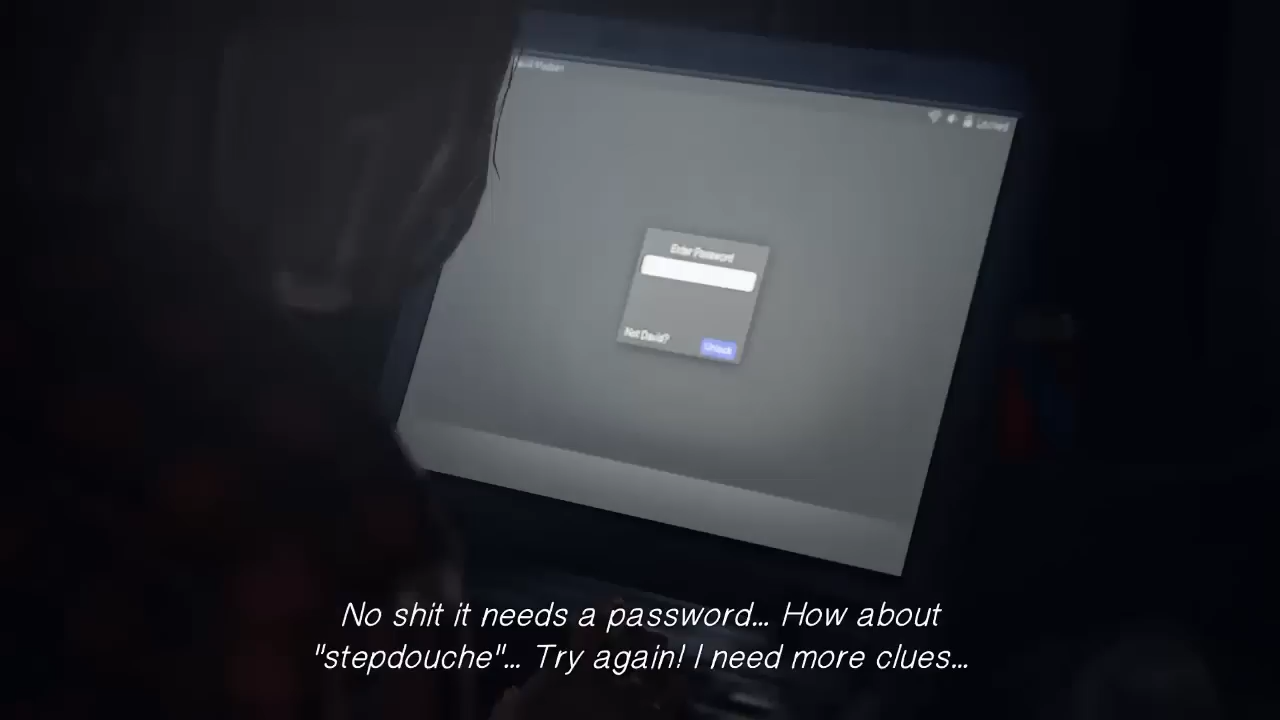 Enter Password
Not David?
Unlock
No shit it needs a password... How about
"stepdouche"... Try again! I need more clues...